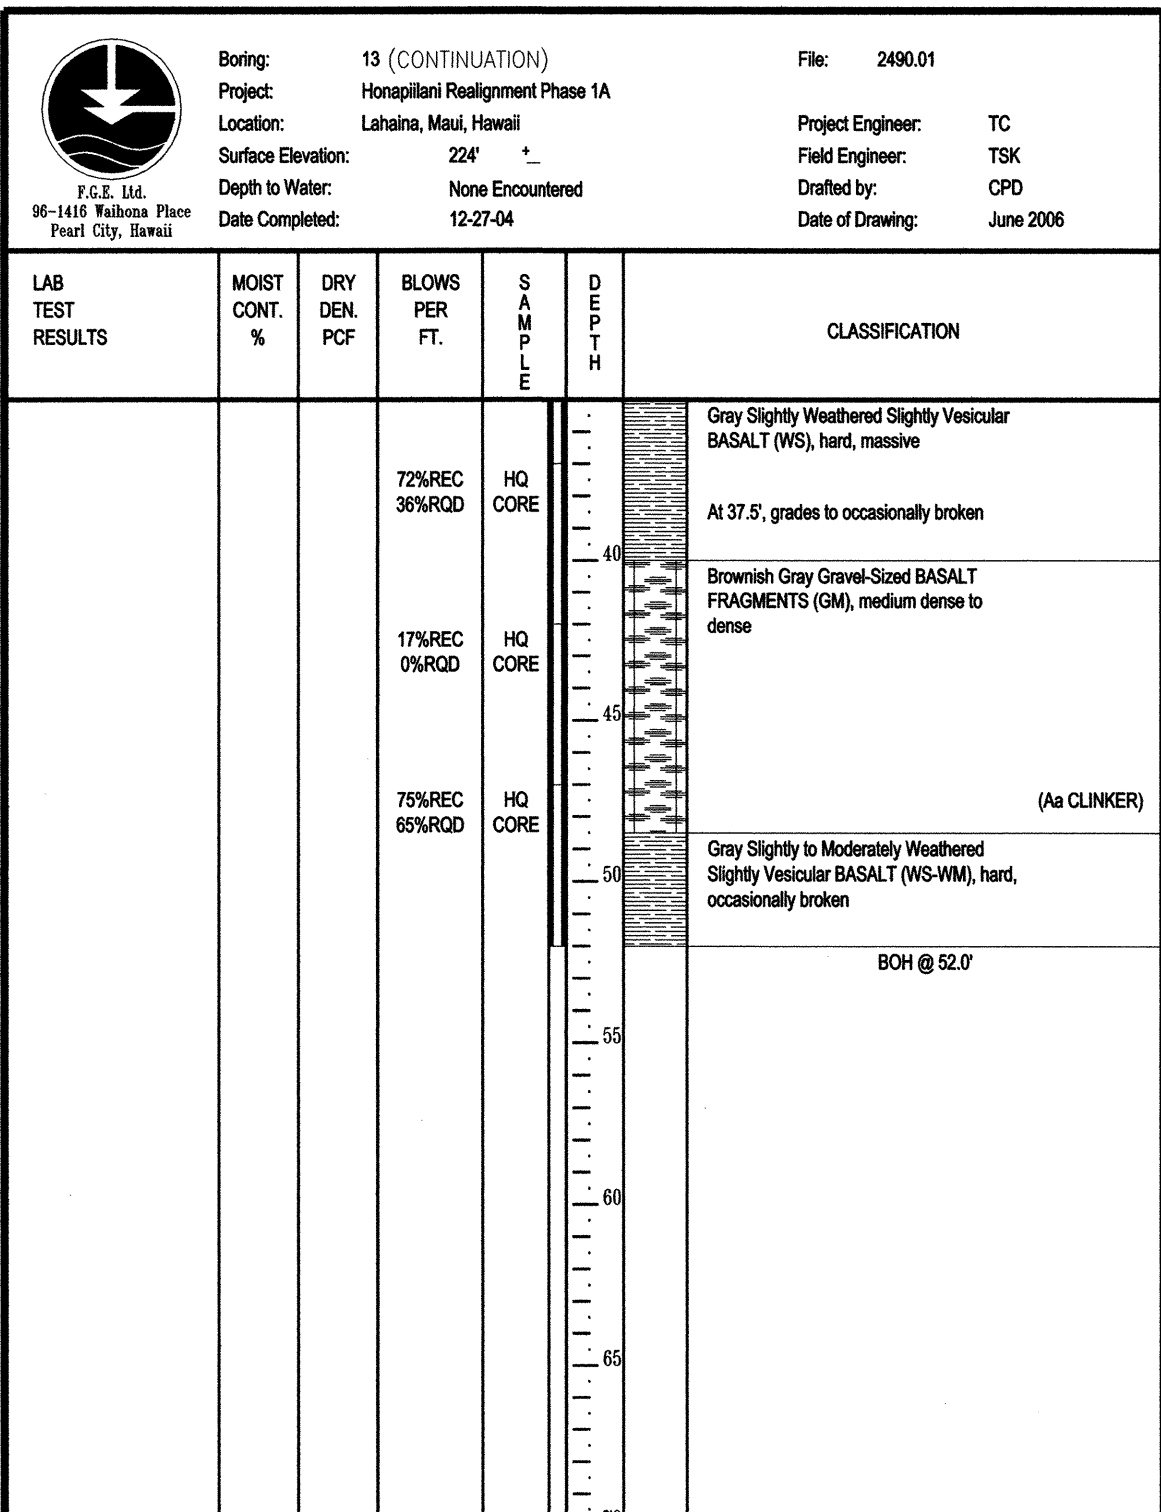 Boring: 13 (CONTINUATION) File: 2490.01
Project: Honapiilani Realignment Phase 1A
Location: Lahaina, Maui, Hawaii Project Engineer: TC
Surface Elevation: 224' +_ Field Engineer: TSK
Depth to Water: None Encountered Drafted by: CPD
Date Completed: 12-27-04 Date of Drawing: June 2006
F.G.E. Ltd.
96-1416 Waihona Place
Pearl City, Hawaii
LAB
TEST
RESULTS
MOIST
CONT.
%
DRY
DEN.
PCF
BLOWS
PER
FT.
SAMPLE
DEPTH
CLASSIFICATION
Gray Slightly Weathered Slightly Vesicular
BASALT (WS), hard, massive
72%REC HQ
36%RQD CORE
At 37.5', grades to occasionally broken
40
Brownish Gray Gravel-Sized BASALT
FRAGMENTS (GM), medium dense to
dense
17%REC HQ
0%RQD CORE
45
75%REC HQ
65%RQD CORE
(Aa CLINKER)
Gray Slightly to Moderately Weathered
Slightly Vesicular BASALT (WS-WM), hard,
occasionally broken
50
BOH @ 52.0'
55
60
65